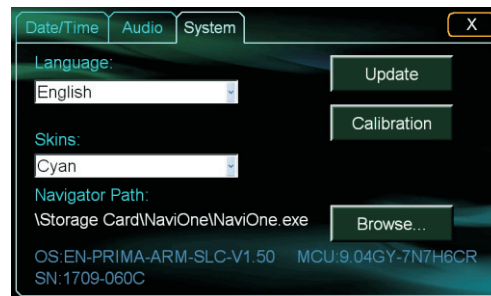 Date/Time Audio System X
Language:
Update
English
Calibration
Skins:
Cyan
Navigator Path:
\Storage Card\NaviOne\NaviOne.exe Browse...
OS:EN-PRIMA-ARM-SLC-V1.50 MCU:9.04GY-7N7H6CR
SN:1709-060C